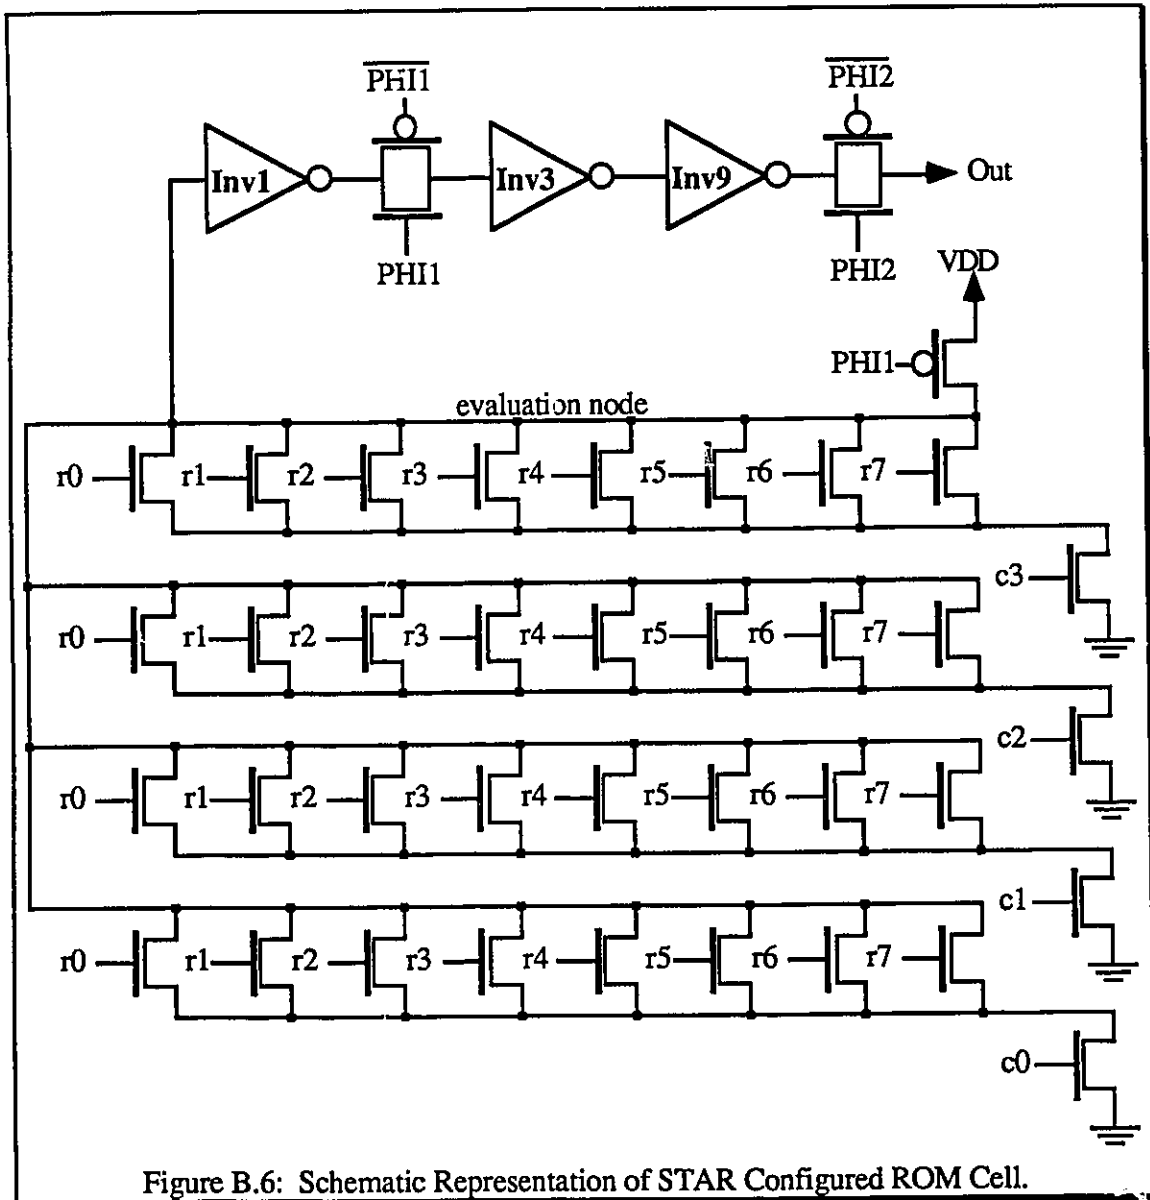 PHI1 PHI2
Inv1 Inv3 Inv9 Out
PHI1 PHI2
VDD
PHI1
evaluation node
r0 r1 r2 r3 r4 r5 r6 r7
c3
r0 r1 r2 r3 r4 r5 r6 r7
c2
r0 r1 r2 r3 r4 r5 r6 r7
c1
r0 r1 r2 r3 r4 r5 r6 r7
c0
Figure B.6: Schematic Representation of STAR Configured ROM Cell.